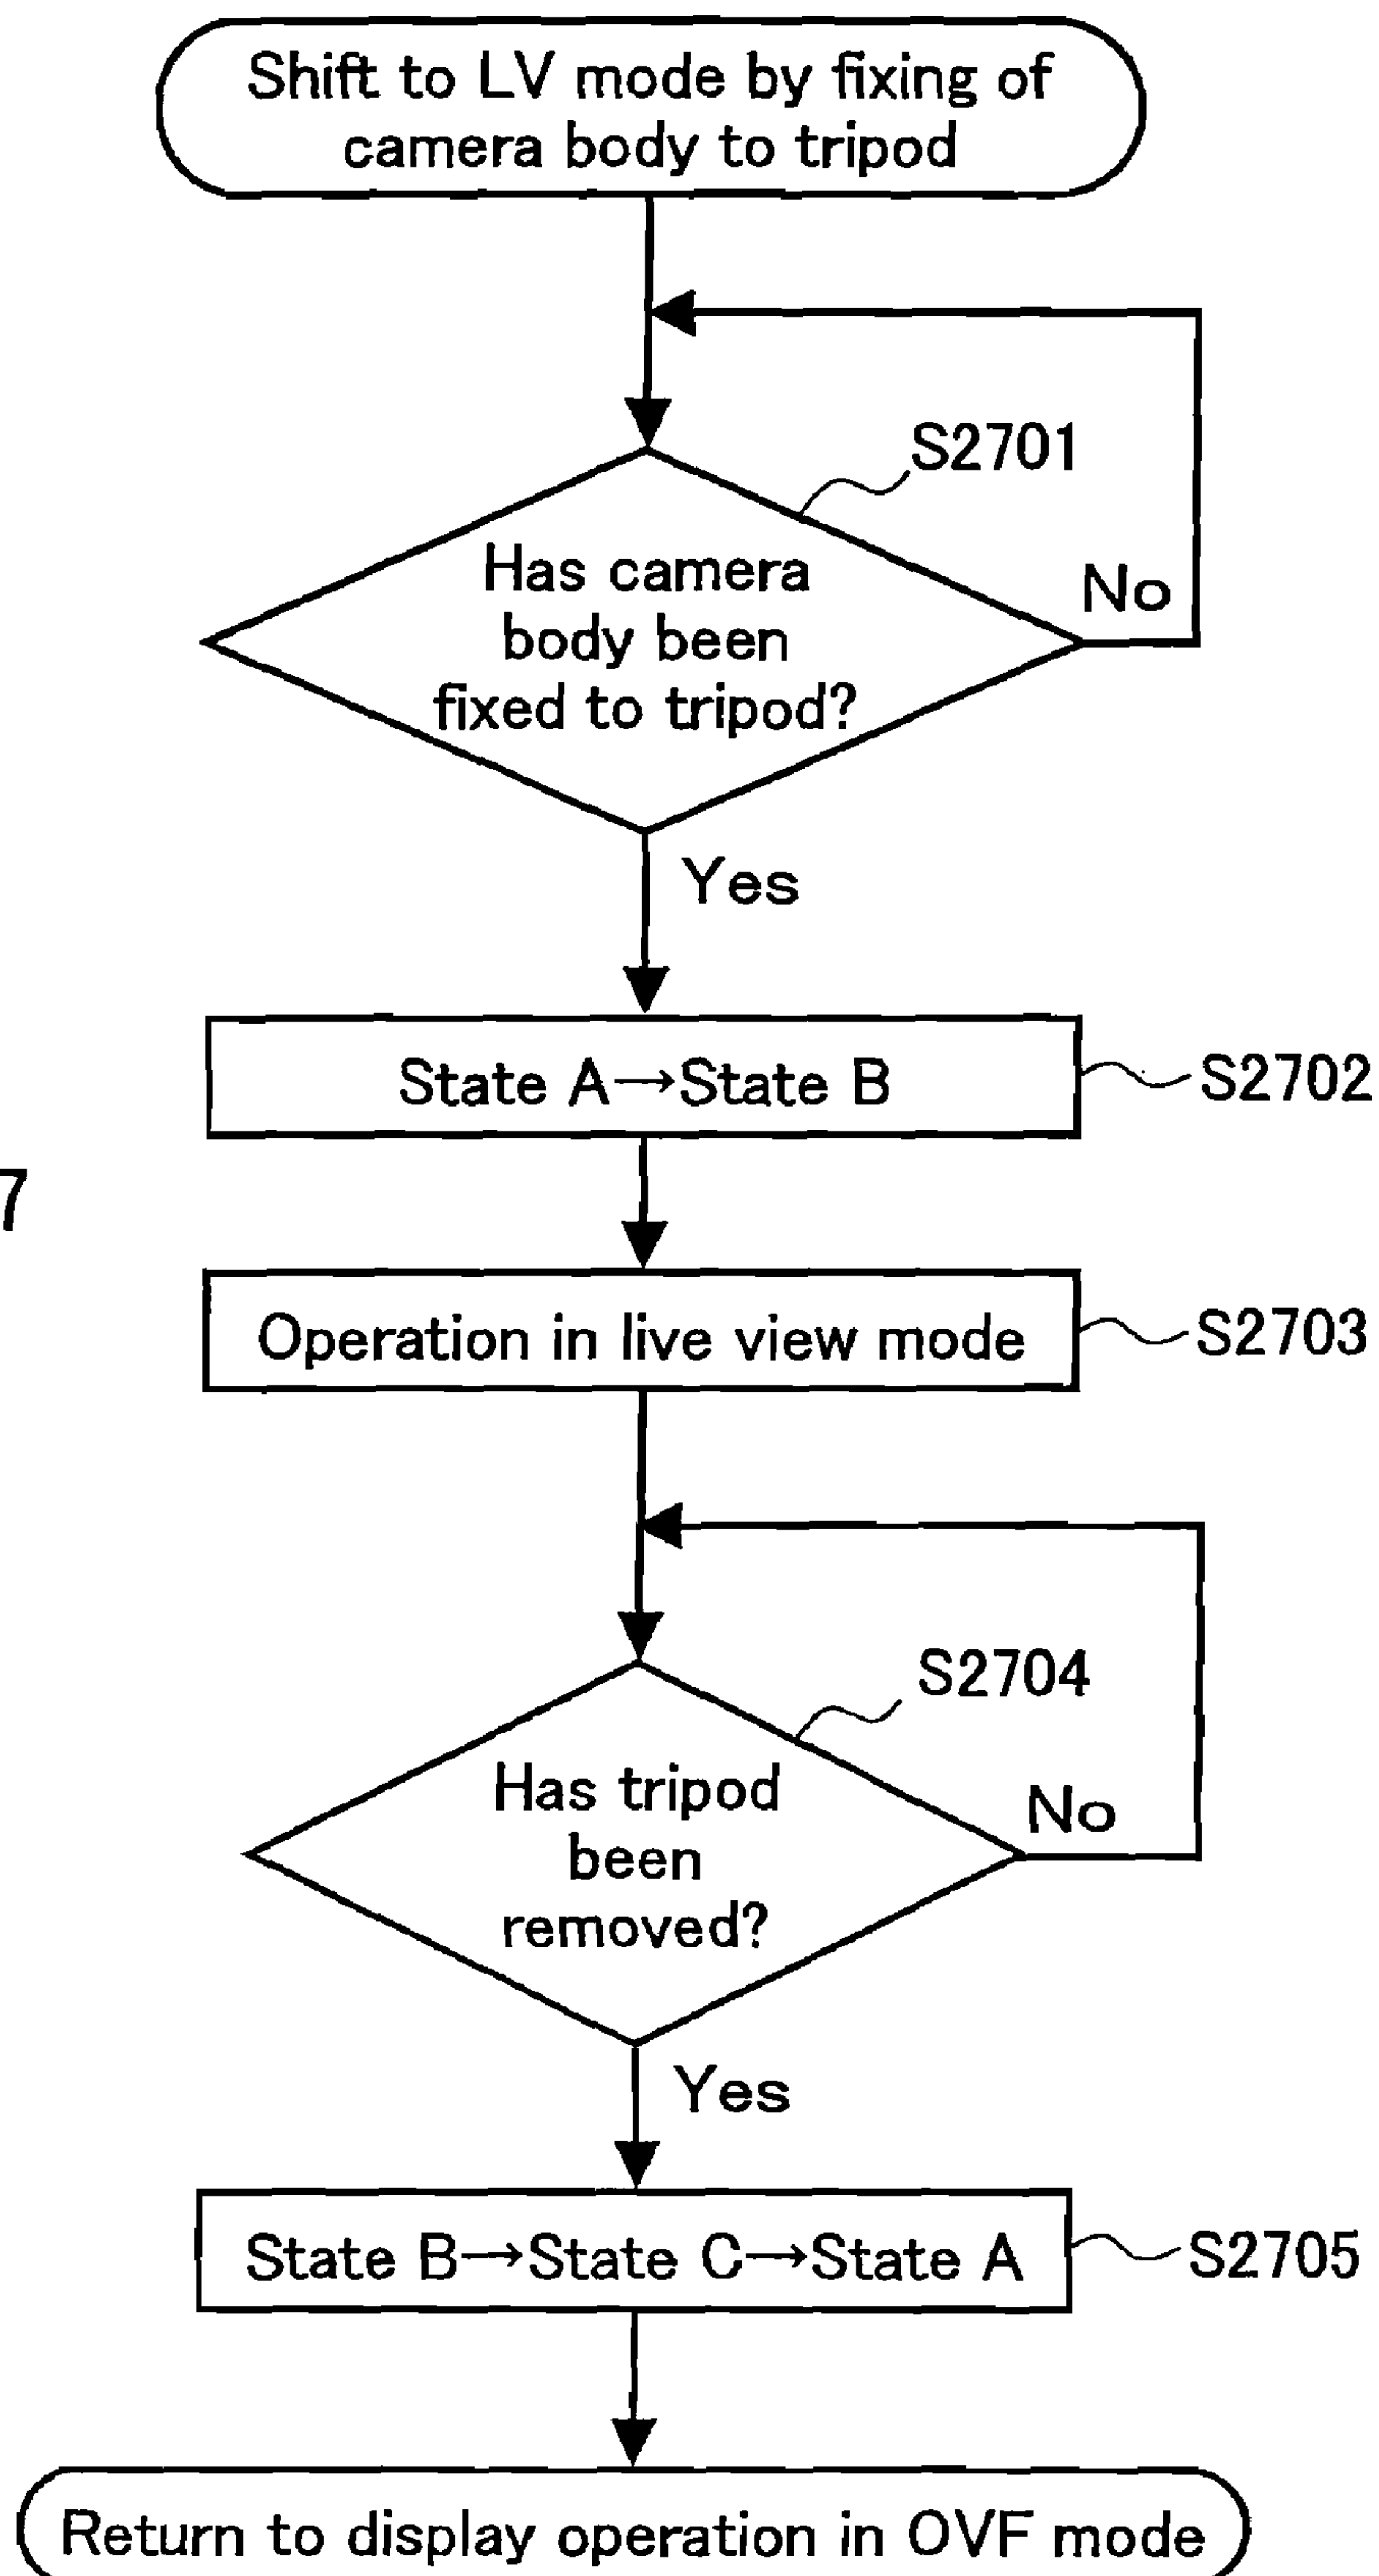 Shift to LV mode by fixing of
camera body to tripod
S2701
Has camera
body been
fixed to tripod?
No
Yes
State A→State B
S2702
7
Operation in live view mode
S2703
S2704
Has tripod
been
removed?
No
Yes
State B→State C→State A
S2705
Return to display operation in OVF mode